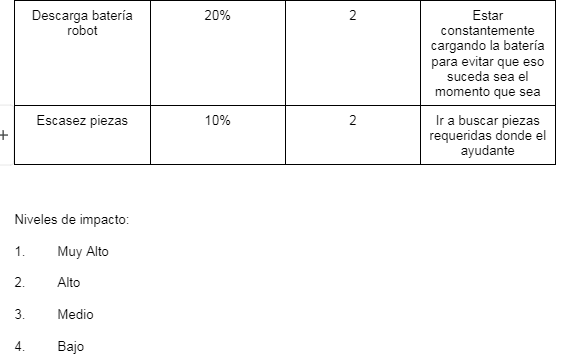 Descarga batería
robot
20%
2
Estar
constantemente
cargando la batería
para evitar que eso
suceda sea el
momento que sea
Escasez piezas
10%
2
Ir a buscar piezas
requeridas donde el
ayudante
Niveles de impacto:
1. Muy Alto
2. Alto
3. Medio
4. Bajo